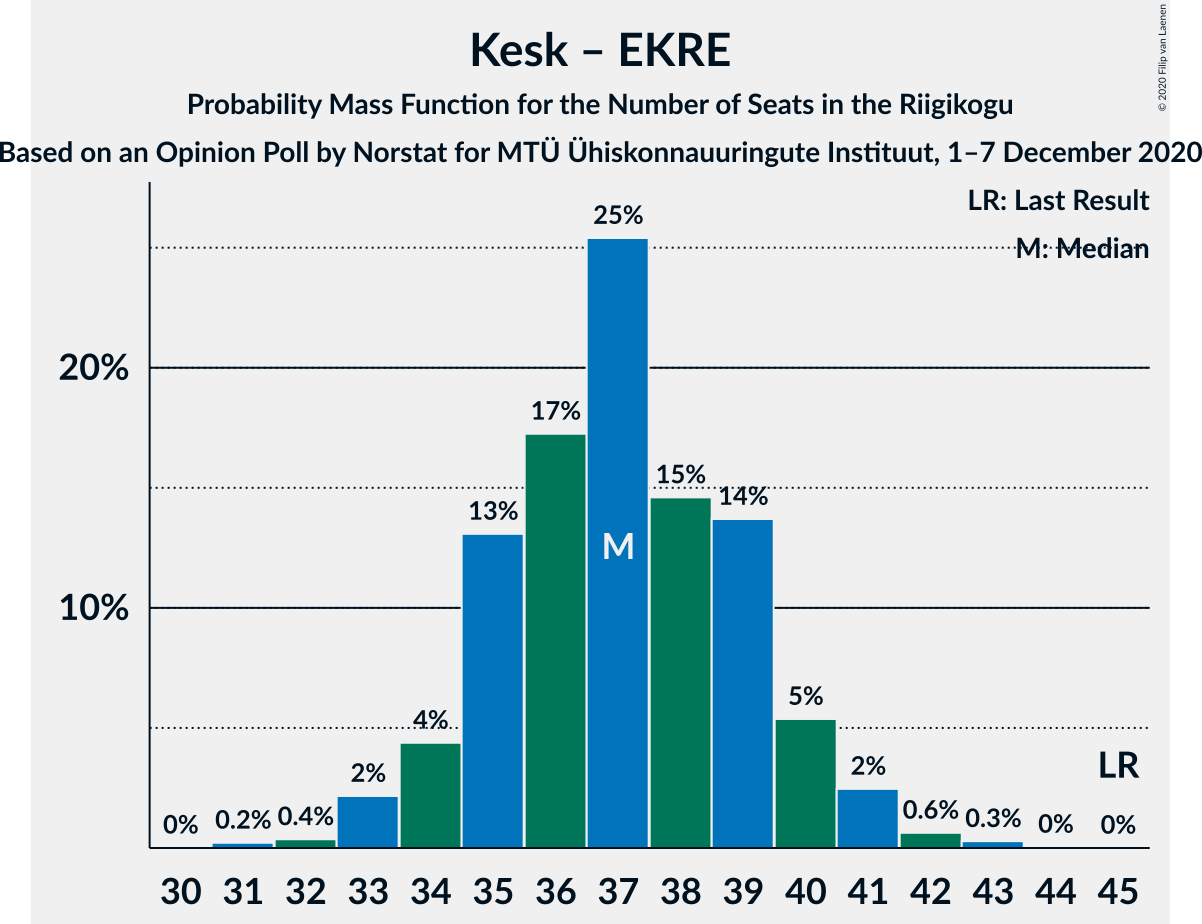 Kesk – EKRE
Probability Mass Function for the Number of Seats in the Riigikogu
Based on an Opinion Poll by Norstat for MTÜ Ühiskonnauuringute Instituut, 1–7 December 2020
© 2020 Filip van Laenen
LR: Last Result
M: Median
25%
20%
17%
15%
14%
13%
M
10%
5%
4%
2%
2%
LR
0% 0.2% 0.4% 0.6% 0.3% 0% 0%
30 31 32 33 34 35 36 37 38 39 40 41 42 43 44 45